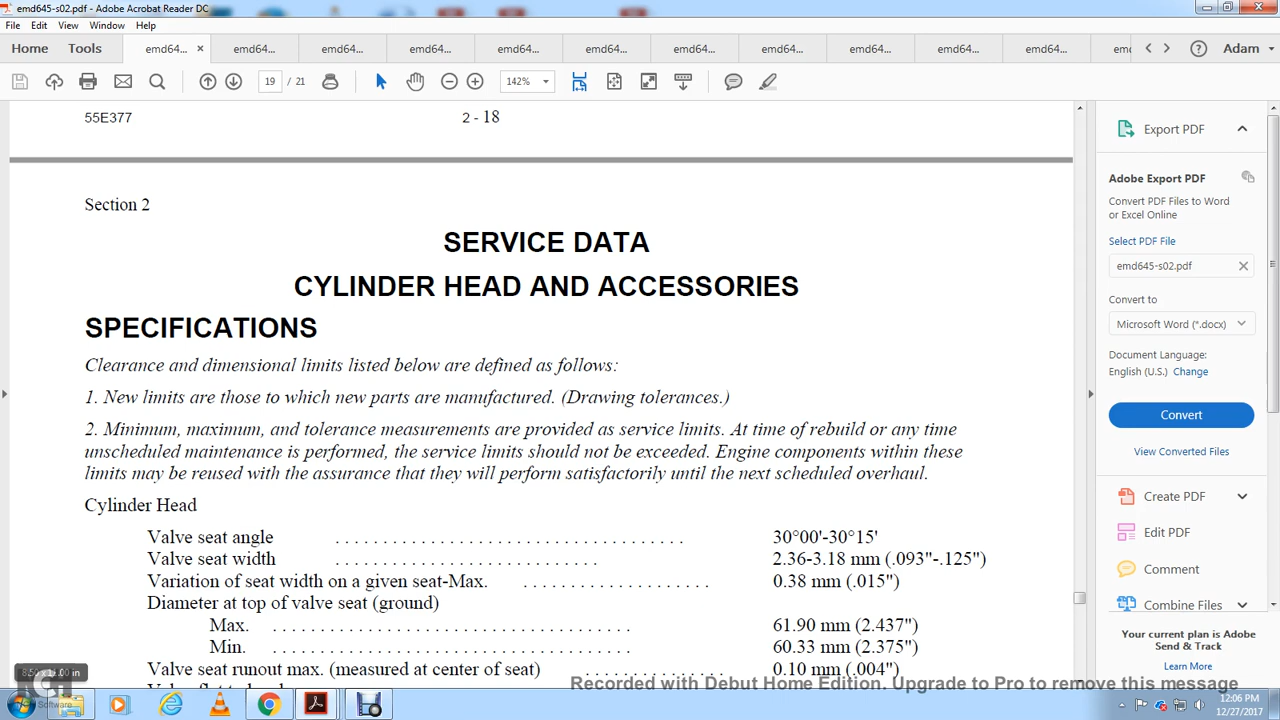 emd645-s02.pdf - Adobe Acrobat Reader DC
File Edit View Window Help
Home Tools emd64... × emd64... emd64... emd64... emd64... emd64... emd64... emd64... emd64... emd64... emd64... Adam
19 / 21 142%
55E377 2 - 18
Section 2
SERVICE DATA
CYLINDER HEAD AND ACCESSORIES
SPECIFICATIONS
Clearance and dimensional limits listed below are defined as follows:
1. New limits are those to which new parts are manufactured. (Drawing tolerances.)
2. Minimum, maximum, and tolerance measurements are provided as service limits. At time of rebuild or any time
unscheduled maintenance is performed, the service limits should not be exceeded. Engine components within these
limits may be reused with the assurance that they will perform satisfactorily until the next scheduled overhaul.
Cylinder Head
Valve seat angle . . . . . . . . . . . . . . . . . . . . . . . . . . . . . . . . . . . . . 30°00'-30°15'
Valve seat width . . . . . . . . . . . . . . . . . . . . . . . . . . . . 2.36-3.18 mm (.093"-.125")
Variation of seat width on a given seat-Max. . . . . . . . . . . . . . . . . . . . . 0.38 mm (.015")
Diameter at top of valve seat (ground)
Max. . . . . . . . . . . . . . . . . . . . . . . . . . . . . . . . . . . . . . 61.90 mm (2.437")
Min. . . . . . . . . . . . . . . . . . . . . . . . . . . . . . . . . . . . . . 60.33 mm (2.375")
Valve seat runout max. (measured at center of seat) . . . . . . . . . . . 0.10 mm (.004")
8.50 x 11.00 in
Export PDF
Adobe Export PDF
Convert PDF Files to Word
or Excel Online
Select PDF File
emd645-s02.pdf ×
Convert to
Microsoft Word (*.docx)
Document Language:
English (U.S.) Change
Convert
View Converted Files
Create PDF
Edit PDF
Comment
Combine Files
Your current plan is Adobe
Send & Track
Learn More
Recorded with Debut Home Edition. Upgrade to Pro to remove this message
Software
12:06 PM
12/27/2017